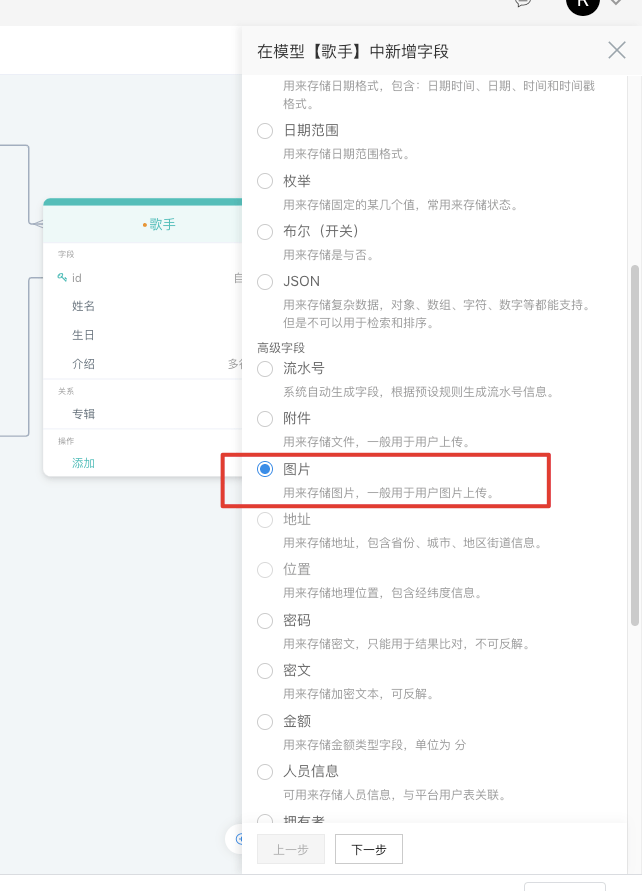 R
在模型【歌手】中新增字段
用来存储日期格式，包含：日期时间、日期、时间和时间戳
格式。
日期范围
用来存储日期范围格式。
枚举
用来存储固定的某几个值，常用来存储状态。
布尔（开关）
用来存储是与否。
JSON
用来存储复杂数据，对象、数组、字符、数字等都能支持。
但是不可以用于检索和排序。
高级字段
流水号
系统自动生成字段，根据预设规则生成流水号信息。
附件
用来存储文件，一般用于用户上传。
图片
用来存储图片，一般用于用户图片上传。
地址
用来存储地址，包含省份、城市、地区街道信息。
位置
用来存储地理位置，包含经纬度信息。
密码
用来存储密文，只能用于结果比对，不可反解。
密文
用来存储加密文本，可反解。
金额
用来存储金额类型字段，单位为 分
人员信息
可用来存储人员信息，与平台用户表关联。
拥有者
上一步 下一步
歌手
字段
id 自
姓名
生日
介绍 多
关系
专辑
操作
添加